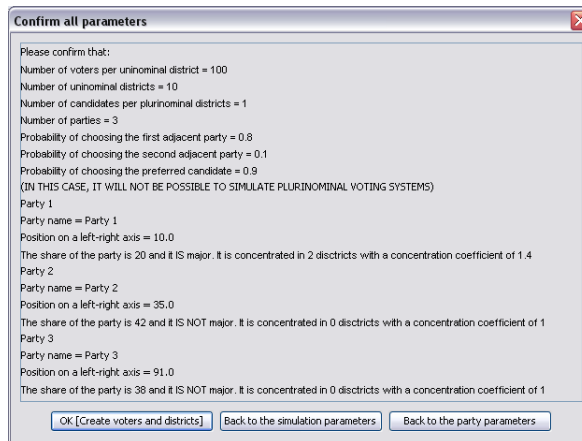 Confirm all parameters
Please confirm that:
Number of voters per uninominal district = 100
Number of uninominal districts = 10
Number of candidates per plurinominal districts = 1
Number of parties = 3
Probability of choosing the first adjacent party = 0.8
Probability of choosing the second adjacent party = 0.1
Probability of choosing the preferred candidate = 0.9
(IN THIS CASE, IT WILL NOT BE POSSIBLE TO SIMULATE PLURINOMINAL VOTING SYSTEMS)
Party 1
Party name = Party 1
Position on a left-right axis = 10.0
The share of the party is 20 and it IS major. It is concentrated in 2 disctricts with a concentration coefficient of 1.4
Party 2
Party name = Party 2
Position on a left-right axis = 35.0
The share of the party is 42 and it IS NOT major. It is concentrated in 0 disctricts with a concentration coefficient of 1
Party 3
Party name = Party 3
Position on a left-right axis = 91.0
The share of the party is 38 and it IS NOT major. It is concentrated in 0 disctricts with a concentration coefficient of 1
OK [Create voters and districts] Back to the simulation parameters Back to the party parameters